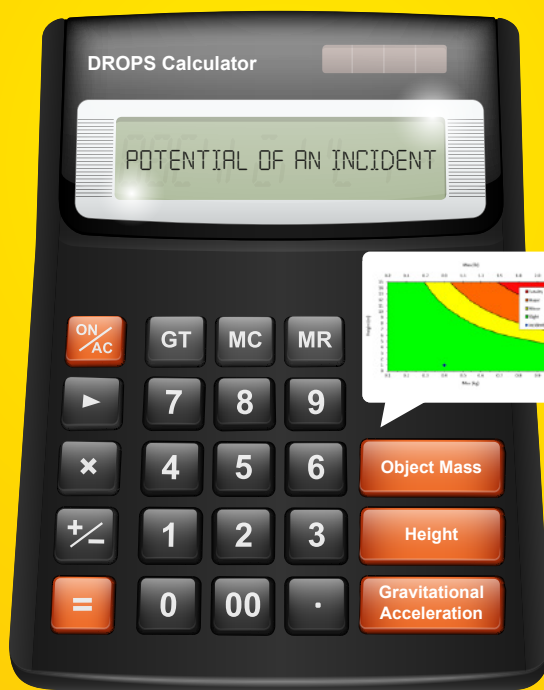 DROPS Calculator
POTENTIAL OF AN INCIDENT
ON/AC
GT MC MR
7 8 9
× 4 5 6 Object Mass
+/− 1 2 3 Height
= 0 00 · Gravitational
Acceleration